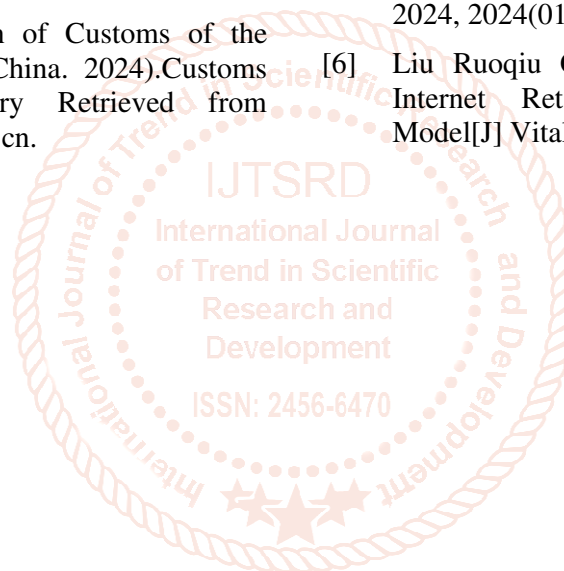 n of Customs of the
China. 2024).Customs
ry Retrieved from
cn.
2024, 2024(01
[6] Liu Ruoqiu
Internet Ret
Model[J] Vita
International Journal of Trend in Scientific Research and Development
IJTSRD
International Journal
of Trend in Scientific
Research and
Development
ISSN: 2456-6470